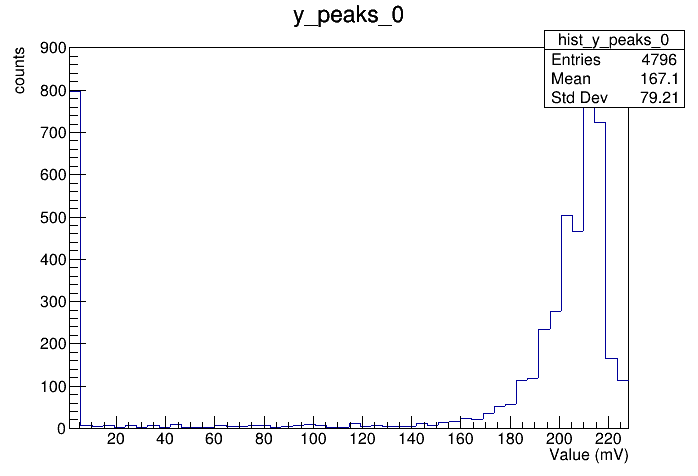 y_peaks_0
hist_y_peaks_0
Entries 4796
Mean 167.1
Std Dev 79.21
counts
900
800
700
600
500
400
300
200
100
0
20 40 60 80 100 120 140 160 180 200 220
Value (mV)